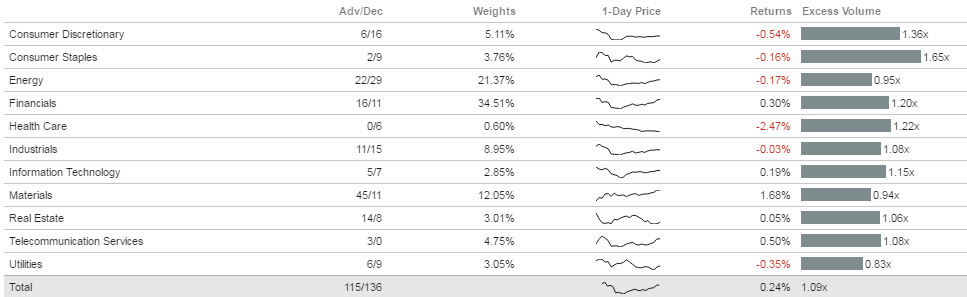 Adv/Dec Weights 1-Day Price Returns Excess Volume
Consumer Discretionary 6/16 5.11% -0.54% 1.36x
Consumer Staples 2/9 3.76% -0.16% 1.65x
Energy 22/29 21.37% -0.17% 0.95x
Financials 16/11 34.51% 0.30% 1.20x
Health Care 0/6 0.60% -2.47% 1.22x
Industrials 11/15 8.95% -0.03% 1.08x
Information Technology 5/7 2.85% 0.19% 1.15x
Materials 45/11 12.05% 1.68% 0.94x
Real Estate 14/8 3.01% 0.05% 1.06x
Telecommunication Services 3/0 4.75% 0.50% 1.08x
Utilities 6/9 3.05% -0.35% 0.83x
Total 115/136 0.24% 1.09x